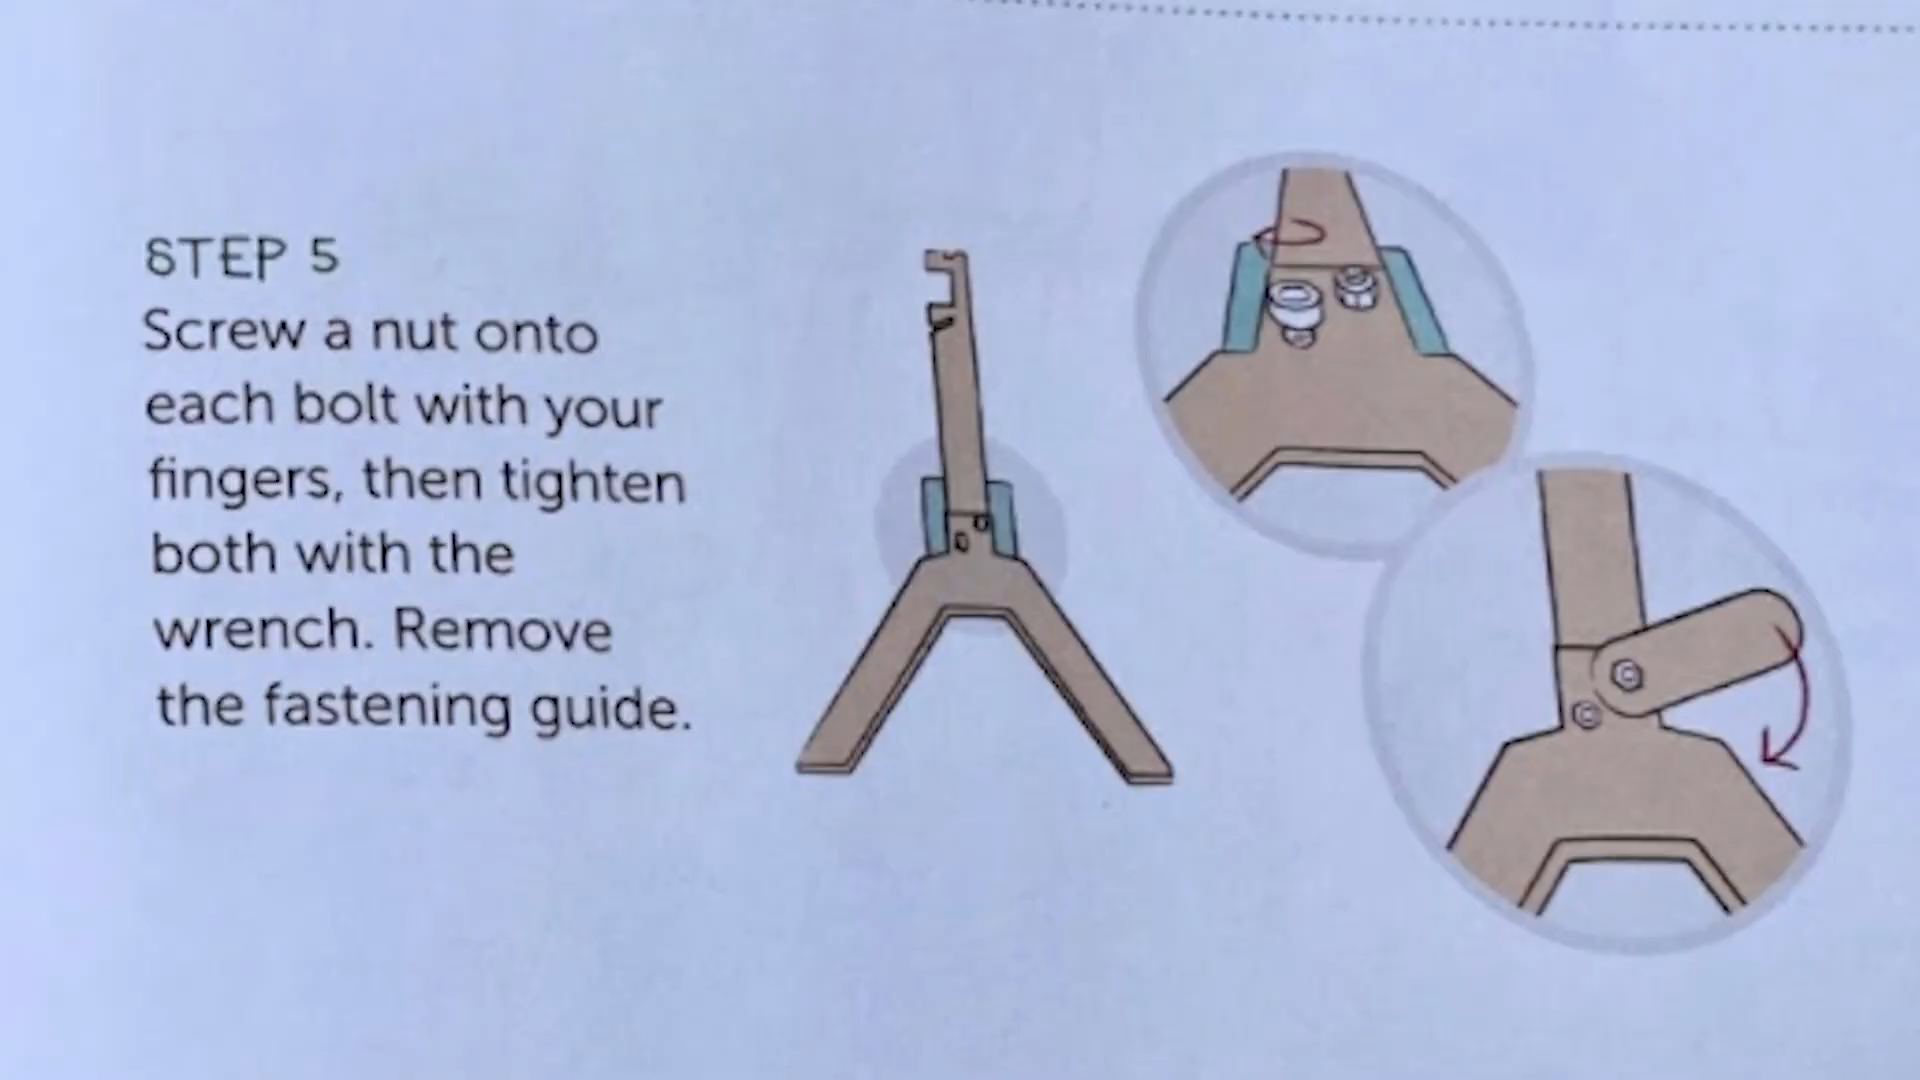 STEP 5
Screw a nut onto
each bolt with your
fingers, then tighten
both with the
wrench. Remove
the fastening guide.